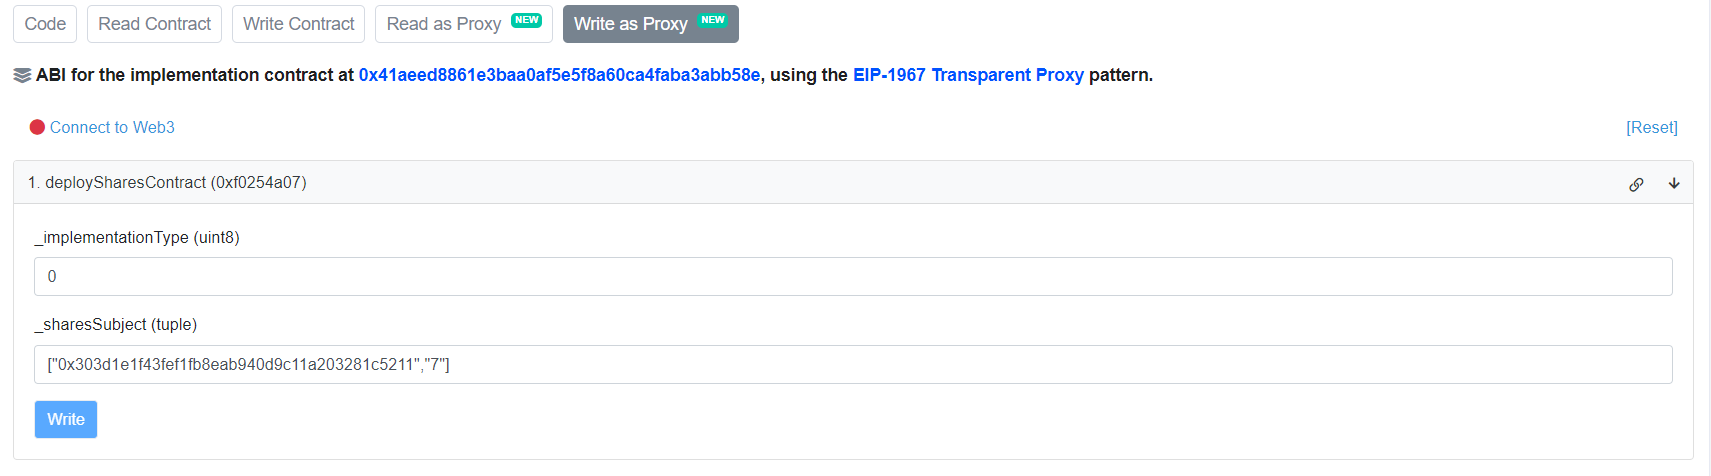 Code Read Contract Write Contract Read as Proxy NEW Write as Proxy NEW
ABI for the implementation contract at 0x41aeed8861e3baa0af5e5f8a60ca4faba3abb58e, using the EIP-1967 Transparent Proxy pattern.
Connect to Web3 [Reset]
1. deploySharesContract (0xf0254a07)
_implementationType (uint8)
0
_sharesSubject (tuple)
["0x303d1e1f43fef1fb8eab940d9c11a203281c5211","7"]
Write